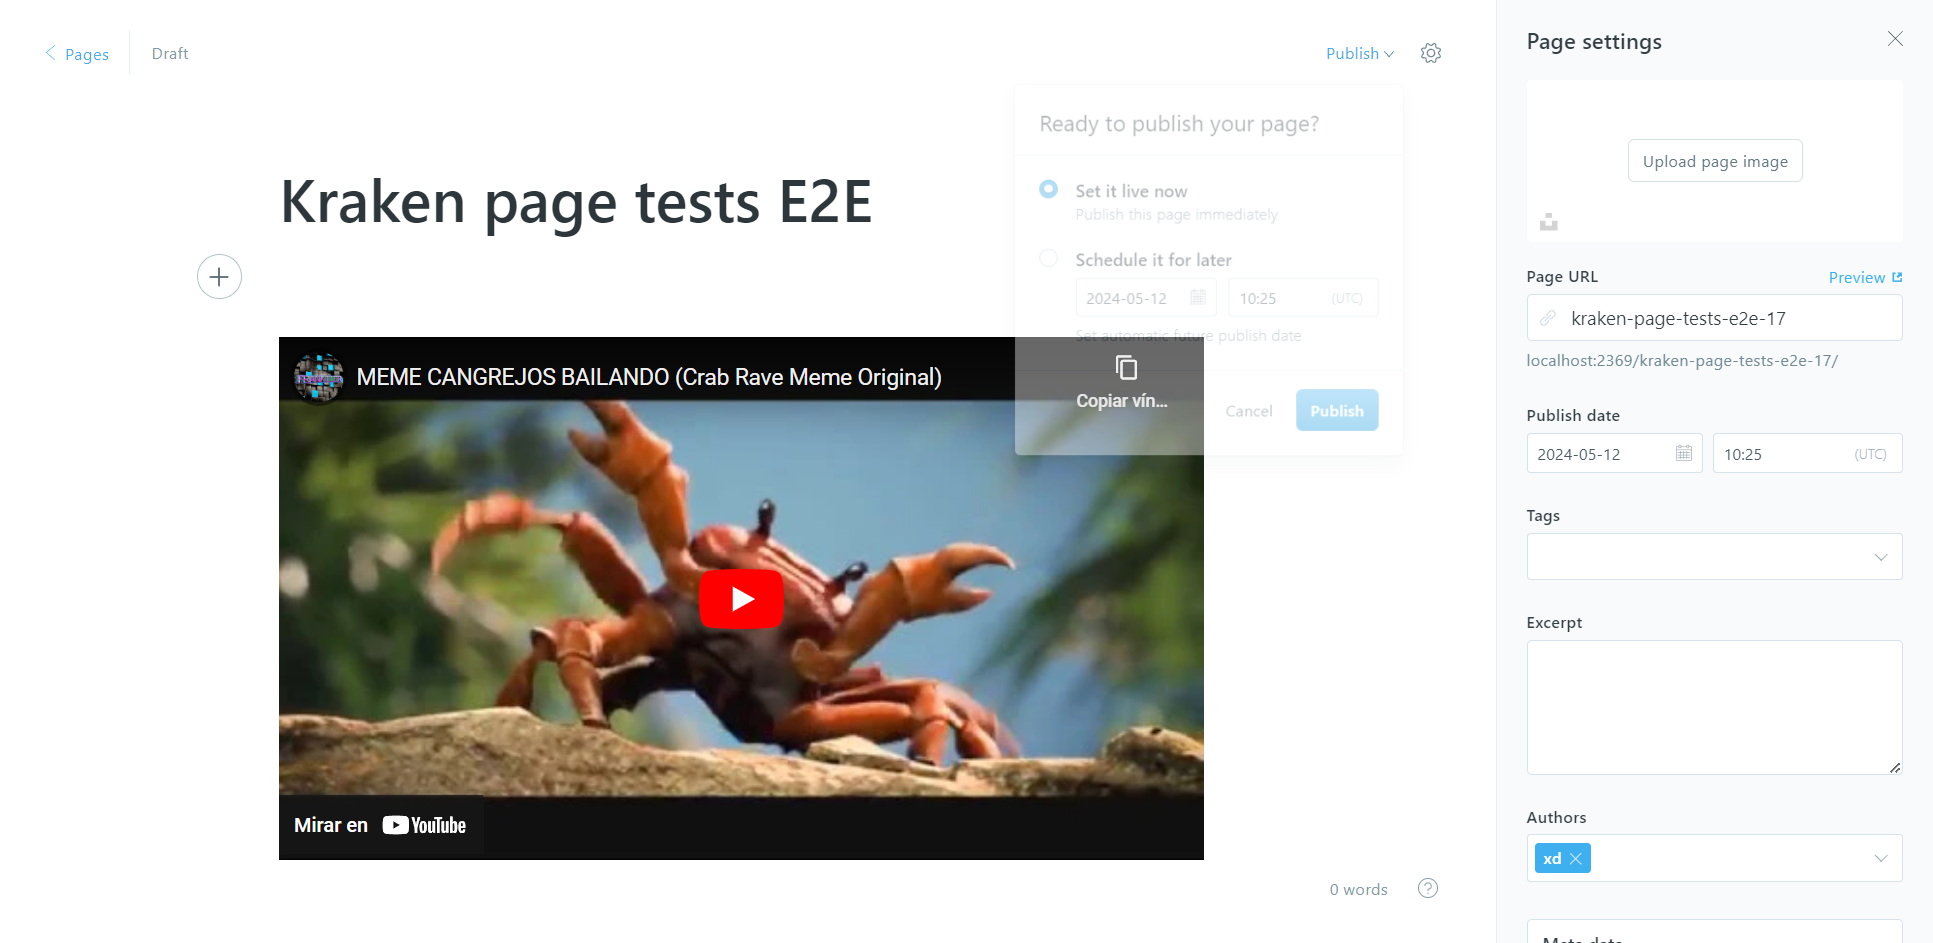 Pages
Draft
Publish
Ready to publish your page?
Set it live now
Publish this page immediately
Schedule it for later
2024-05-12
10:25
(UTC)
Set automatic future publish date
Cancel
Publish
Kraken page tests E2E
MEME CANGREJOS BAILANDO (Crab Rave Meme Original)
Copiar vín...
Mirar en YouTube
0 words
?
Page settings
Upload page image
Page URL
Preview
kraken-page-tests-e2e-17
localhost:2369/kraken-page-tests-e2e-17/
Publish date
2024-05-12
10:25
(UTC)
Tags
Excerpt
Authors
xd
Meta data